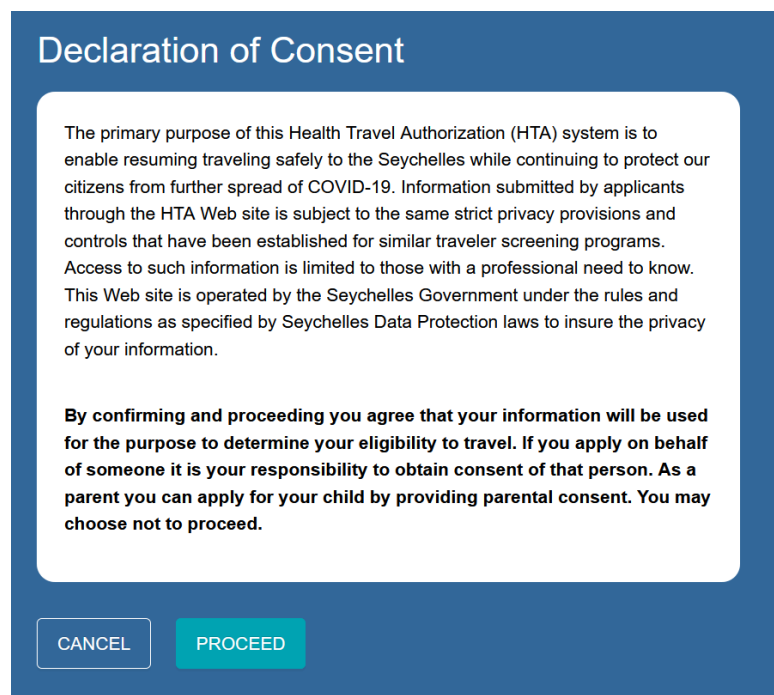 Declaration of Consent
The primary purpose of this Health Travel Authorization (HTA) system is to
enable resuming traveling safely to the Seychelles while continuing to protect our
citizens from further spread of COVID-19. Information submitted by applicants
through the HTA Web site is subject to the same strict privacy provisions and
controls that have been established for similar traveler screening programs.
Access to such information is limited to those with a professional need to know.
This Web site is operated by the Seychelles Government under the rules and
regulations as specified by Seychelles Data Protection laws to insure the privacy
of your information.
By confirming and proceeding you agree that your information will be used
for the purpose to determine your eligibility to travel. If you apply on behalf
of someone it is your responsibility to obtain consent of that person. As a
parent you can apply for your child by providing parental consent. You may
choose not to proceed.
CANCEL PROCEED